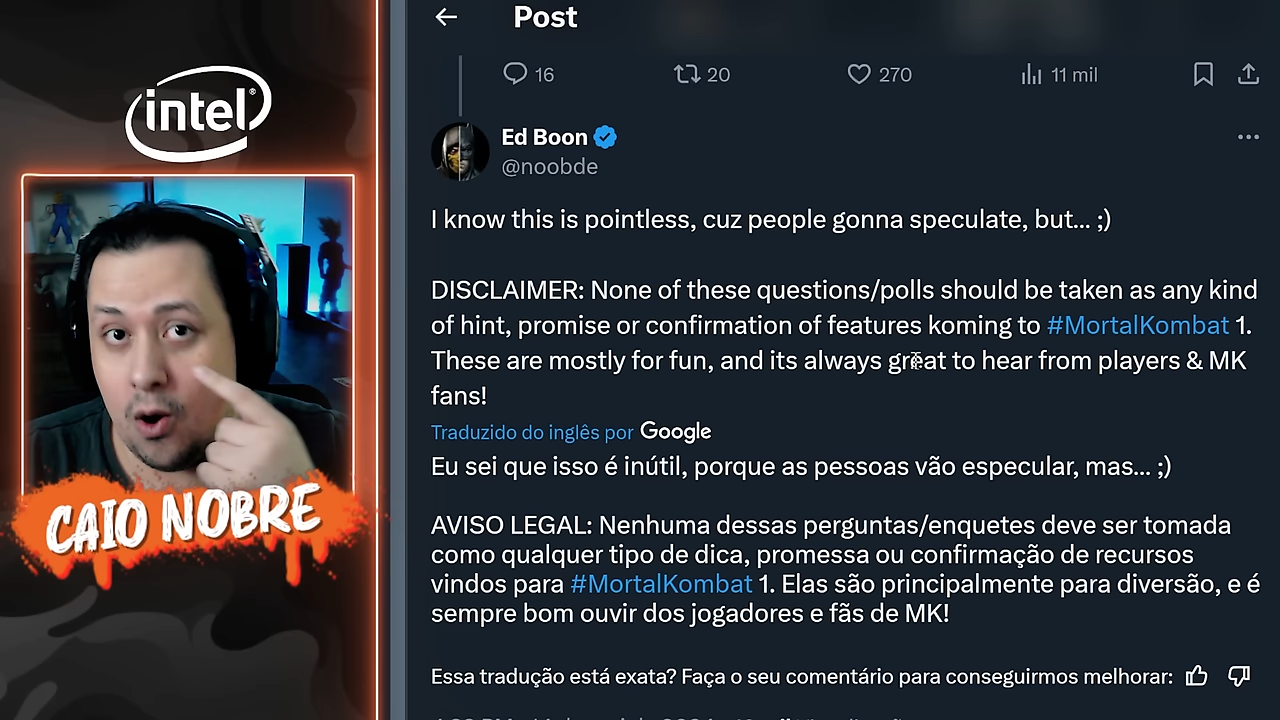 Post
16 20 270 11 mil
intel®
Ed Boon
@noobde
I know this is pointless, cuz people gonna speculate, but... ;)
DISCLAIMER: None of these questions/polls should be taken as any kind
of hint, promise or confirmation of features koming to #MortalKombat 1.
These are mostly for fun, and its always great to hear from players & MK
fans!
Traduzido do inglês por Google
Eu sei que isso é inútil, porque as pessoas vão especular, mas... ;)
AVISO LEGAL: Nenhuma dessas perguntas/enquetes deve ser tomada
como qualquer tipo de dica, promessa ou confirmação de recursos
vindos para #MortalKombat 1. Elas são principalmente para diversão, e é
sempre bom ouvir dos jogadores e fãs de MK!
Essa tradução está exata? Faça o seu comentário para conseguirmos melhorar:
CAIO NOBRE